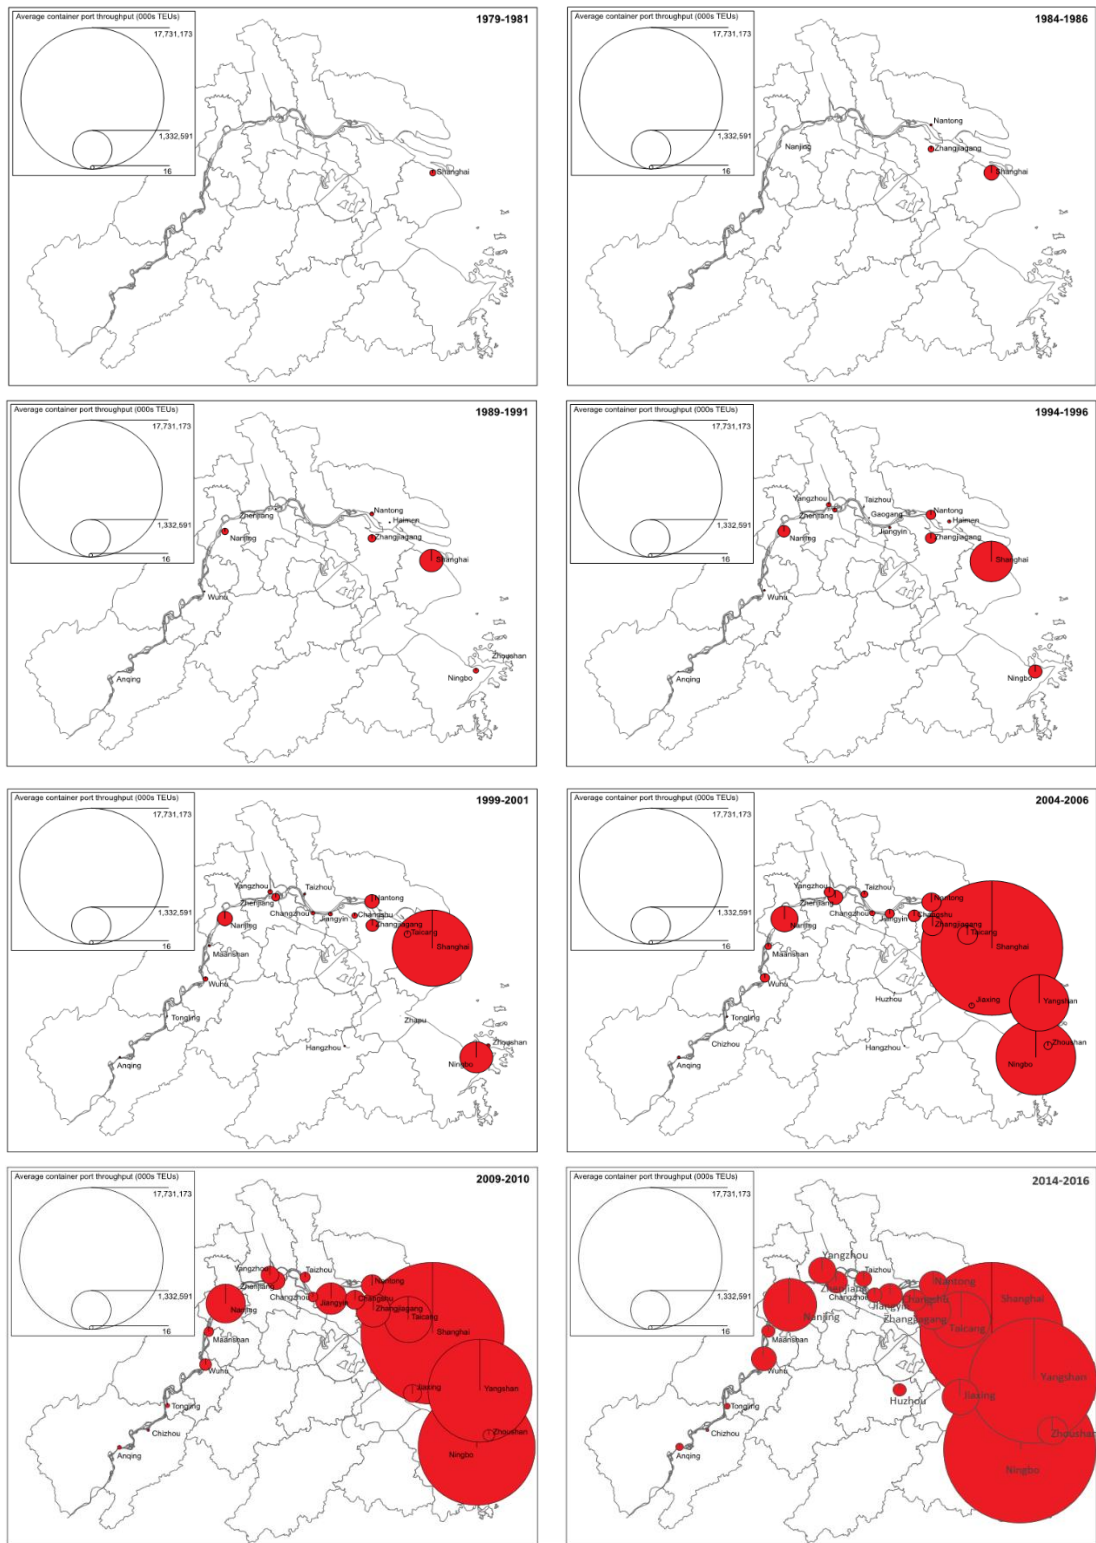 Average container port throughput (000s TEUs)
1979-1981
17,731,173
1,332,591
16
Shanghai
Average container port throughput (000s TEUs)
1984-1986
17,731,173
1,332,591
16
Nantong
Nanjing
Zhangjiagang
Shanghai
Average container port throughput (000s TEUs)
1989-1991
17,731,173
1,332,591
16
Zhenjiang
Nantong
Haimen
Nanjing
Zhangjiagang
Shanghai
Wuhu
Zhoushan
Anqing
Ningbo
Average container port throughput (000s TEUs)
1994-1996
17,731,173
1,332,591
16
Yangzhou
Taizhou
Zhenjiang
Gaogang
Nantong
Haimen
Jiangyin
Nanjing
Zhangjiagang
Shanghai
Wuhu
Anqing
Ningbo
Average container port throughput (000s TEUs)
1999-2001
17,731,173
1,332,591
16
Yangzhou
Taizhou
Zhenjiang
Nantong
Changzhou
Jiangyin
Changshu
Nanjing
Zhangjiagang
Taicang
Shanghai
Maanshan
Wuhu
Tongling
Zhapu
Hangzhou
Zhoushan
Anqing
Ningbo
Average container port throughput (000s TEUs)
2004-2006
17,731,173
1,332,591
16
Yangzhou
Taizhou
Zhenjiang
Nantong
Changzhou
Jiangyin
Changshu
Nanjing
Zhangjiagang
Taicang
Shanghai
Maanshan
Wuhu
Huzhou
Jiaxing
Yangshan
Tongling
Chizhou
Hangzhou
Zhoushan
Anqing
Ningbo
Average container port throughput (000s TEUs)
2009-2010
17,731,173
1,332,591
16
Yangzhou
Taizhou
Zhenjiang
Nantong
Changzhou
Jiangyin
Changshu
Nanjing
Zhangjiagang
Taicang
Shanghai
Maanshan
Wuhu
Jiaxing
Yangshan
Tongling
Chizhou
Zhoushan
Anqing
Ningbo
Average container port throughput (000s TEUs)
2014-2016
17,731,173
1,332,591
16
Yangzhou
Taizhou
Zhenjiang
Nantong
Changzhou
Jiangyin
Changshu
Shanghai
Nanjing
Zhangjiagang
Taicang
Maanshan
Wuhu
Yangshan
Jiaxing
Huzhou
Tongling
Chizhou
Zhoushan
Anqing
Ningbo